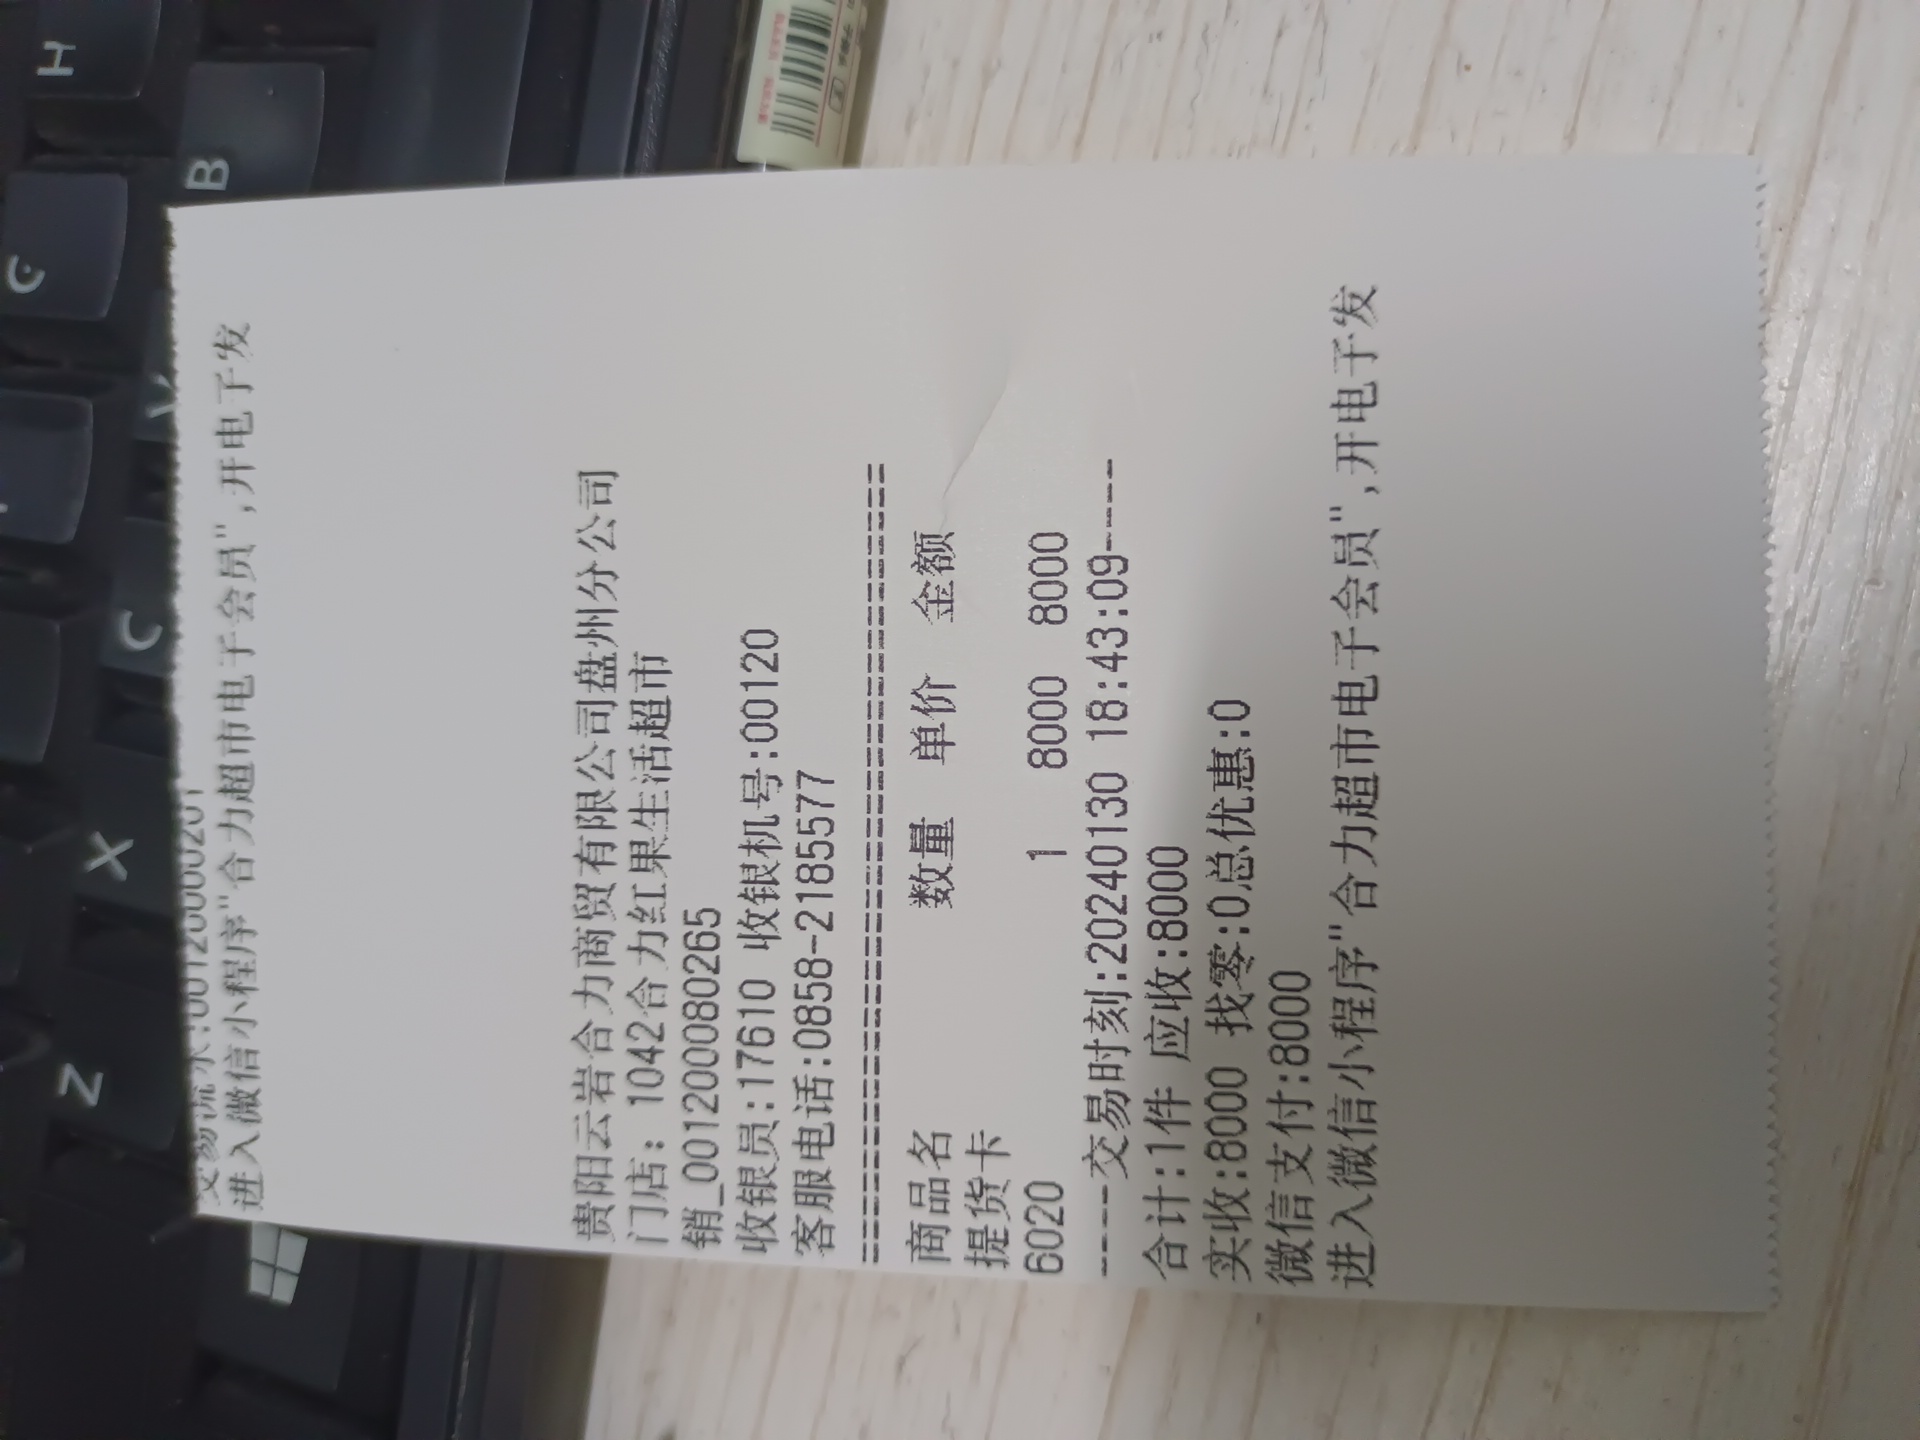 进入微信小程序"合力超市电子会员",开电子发
贵阳云岩合力商贸有限公司盘州分公司
门店: 1042合力红果生活超市
销_00120080265
收银员:17610 收银机号:00120
客服电话:0858-2185577
==================================
商品名 数量 单价 金额
提货卡
6020 1 8000 8000
----交易时刻:20240130 18:43:09----
合计:1件 应收:8000
实收:8000 找零:0总优惠:0
微信支付:8000
进入微信小程序"合力超市电子会员",开电子发
H
B
G
V
C
X
Z